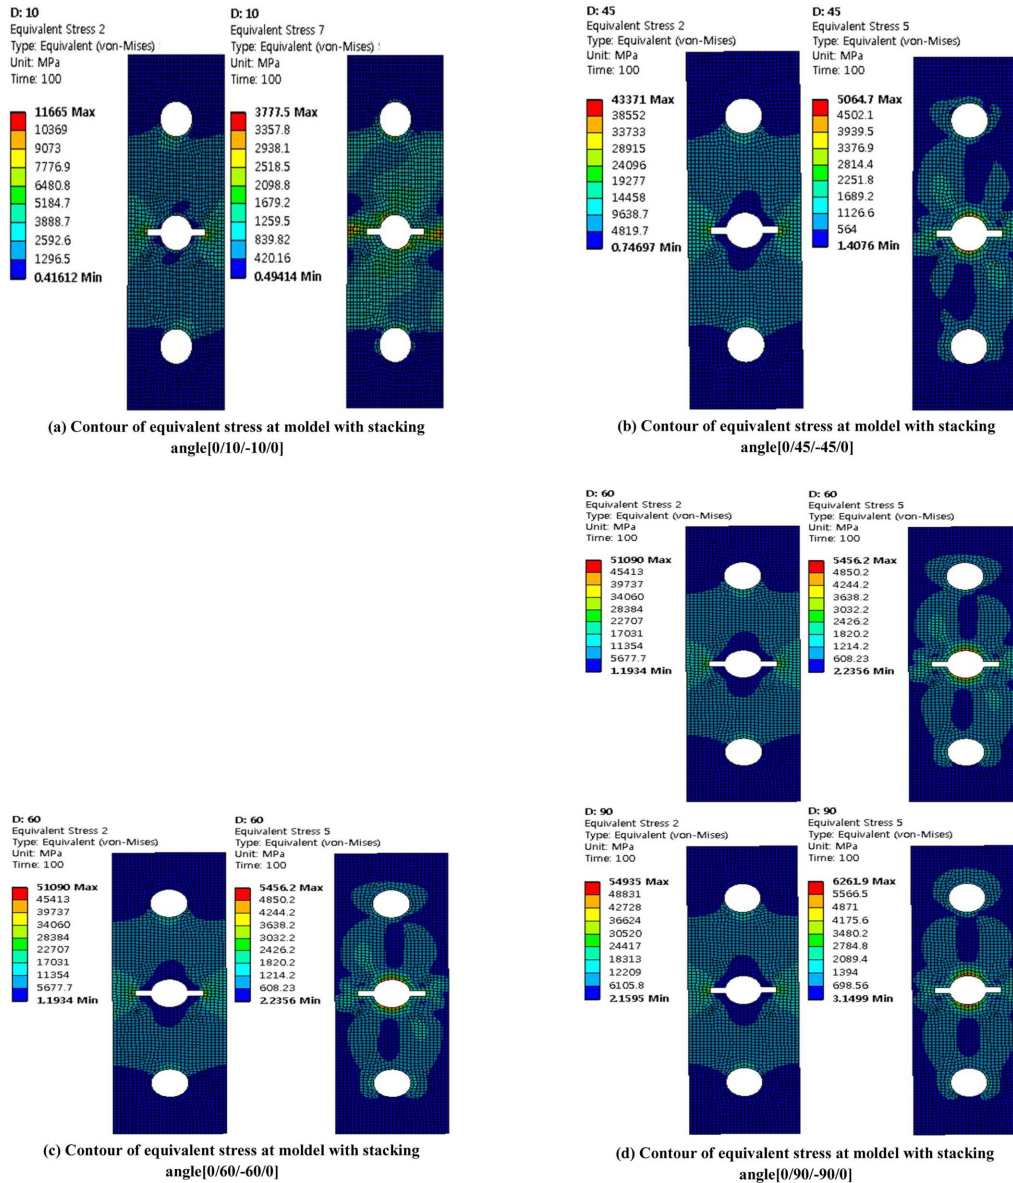 D: 10
Equivalent Stress 2
Type: Equivalent (von-Mises)
Unit: MPa
Time: 100
11665 Max
10369
9073
7776.9
6480.8
5184.7
3888.7
2592.6
1296.5
0.41612 Min
D: 10
Equivalent Stress 7
Type: Equivalent (von-Mises)
Unit: MPa
Time: 100
3777.5 Max
3357.8
2938.1
2518.5
2098.8
1679.2
1259.5
839.82
420.16
0.49414 Min
(a) Contour of equivalent stress at moldel with stacking
angle[0/10/-10/0]
D: 45
Equivalent Stress 2
Type: Equivalent (von-Mises)
Unit: MPa
Time: 100
43371 Max
38552
33733
28915
24096
19277
14458
9638.7
4819.7
0.74697 Min
D: 45
Equivalent Stress 5
Type: Equivalent (von-Mises)
Unit: MPa
Time: 100
5064.7 Max
4502.1
3939.5
3376.9
2814.4
2251.8
1689.2
1126.6
564
1.4076 Min
(b) Contour of equivalent stress at moldel with stacking
angle[0/45/-45/0]
D: 60
Equivalent Stress 2
Type: Equivalent (von-Mises)
Unit: MPa
Time: 100
51090 Max
45413
39737
34060
28384
22707
17031
11354
5677.7
1.1934 Min
D: 60
Equivalent Stress 5
Type: Equivalent (von-Mises)
Unit: MPa
Time: 100
5456.2 Max
4850.2
4244.2
3638.2
3032.2
2426.2
1820.2
1214.2
608.23
2.2356 Min
D: 60
Equivalent Stress 2
Type: Equivalent (von-Mises)
Unit: MPa
Time: 100
51090 Max
45413
39737
34060
28384
22707
17031
11354
5677.7
1.1934 Min
D: 60
Equivalent Stress 5
Type: Equivalent (von-Mises)
Unit: MPa
Time: 100
5456.2 Max
4850.2
4244.2
3638.2
3032.2
2426.2
1820.2
1214.2
608.23
2.2356 Min
(c) Contour of equivalent stress at moldel with stacking
angle[0/60/-60/0]
D: 90
Equivalent Stress 2
Type: Equivalent (von-Mises)
Unit: MPa
Time: 100
54935 Max
48831
42728
36624
30520
24417
18313
12209
6105.8
2.1595 Min
D: 90
Equivalent Stress 5
Type: Equivalent (von-Mises)
Unit: MPa
Time: 100
6261.9 Max
5566.5
4871
4175.6
3480.2
2784.8
2089.4
1394
698.56
3.1499 Min
(d) Contour of equivalent stress at moldel with stacking
angle[0/90/-90/0]